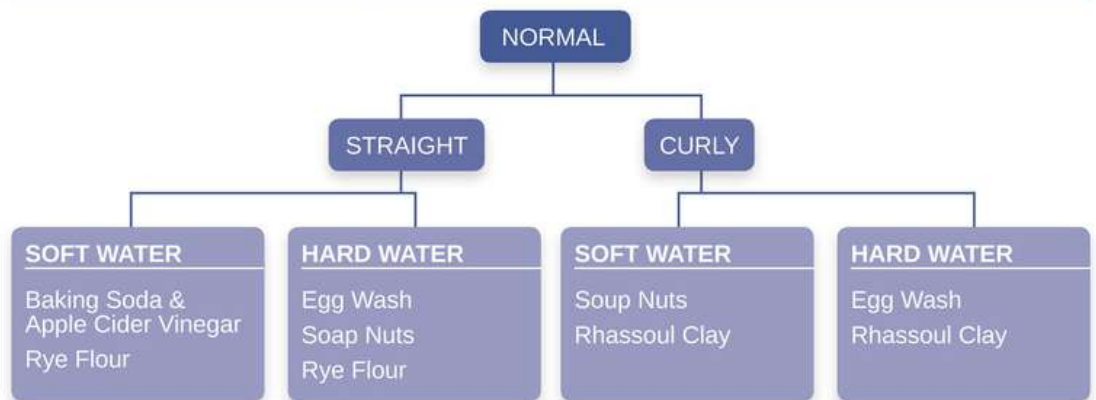 NORMAL
STRAIGHT
CURLY
SOFT WATER
Baking Soda &
Apple Cider Vinegar
Rye Flour
HARD WATER
Egg Wash
Soap Nuts
Rye Flour
SOFT WATER
Soup Nuts
Rhassoul Clay
HARD WATER
Egg Wash
Rhassoul Clay